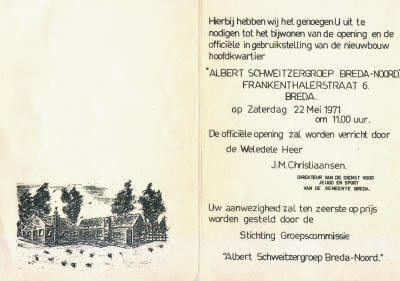 Hierbij hebben wij het genoegen U uit te
nodigen tot het bijwonen van de opening en de
officiële in gebruikstelling van de nieuwbouw
hoofdkwartier
"ALBERT SCHWEITZERGROEP BREDA-NOORD"
FRANKENTHALERSTRAAT 6.
BREDA.
op Zaterdag 22 Mei 1971
om 11.00 uur.
De officiële opening zal worden verricht door
de Weledele Heer
J.M. Christiaansen.
DIREKTEUR VAN DE DIENST VOOR
JEUGD EN SPORT
VAN DE GEMEENTE BREDA.
Uw aanwezigheid zal ten zeerste op prijs
worden gesteld door de
Stichting Groepscommissie
"Albert Schweitzergroep Breda-Noord."